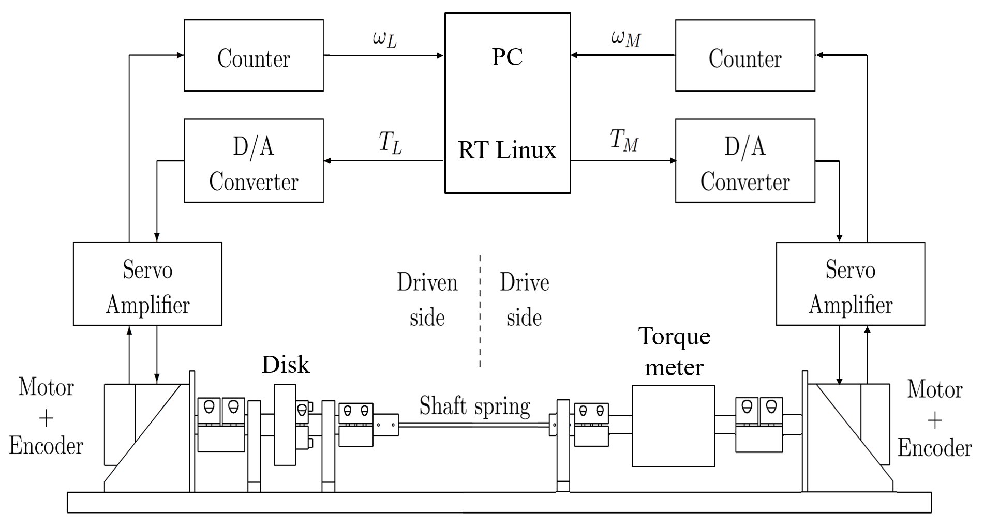 Counter
ω_L
PC
ω_M
Counter
D/A
Converter
T_L
RT Linux
T_M
D/A
Converter
Servo
Amplifier
Driven
side
Drive
side
Servo
Amplifier
Torque
meter
Disk
Motor
+
Encoder
Shaft spring
Motor
+
Encoder